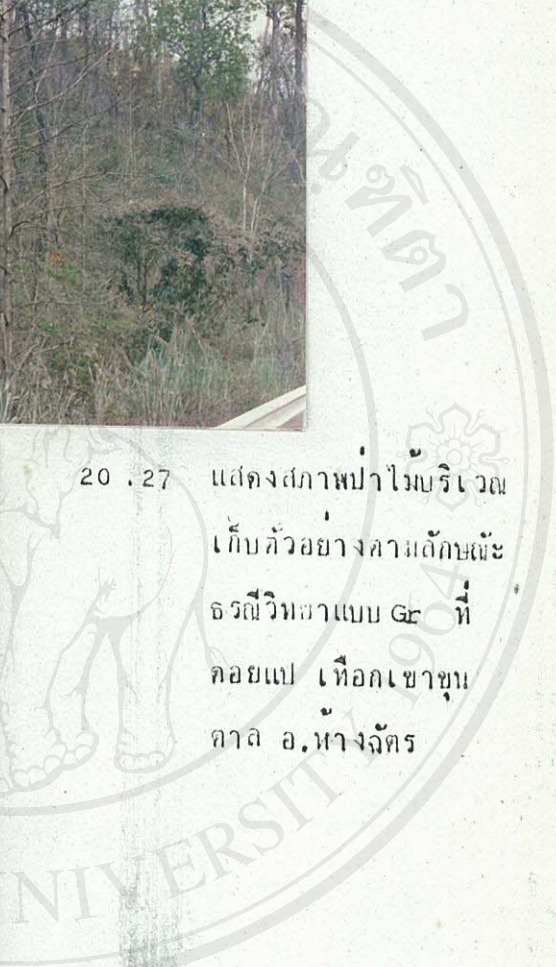 20.27 แสดงสภาพป่าไม้บริเวณ
เก็บตัวอย่างตามลักษณะ
ธรณีวิทยาแบบ Gr ที่
ดอยแป เทือกเขาขุน
ตาล อ.ห้างฉัตร
UNIVERSITY 1964